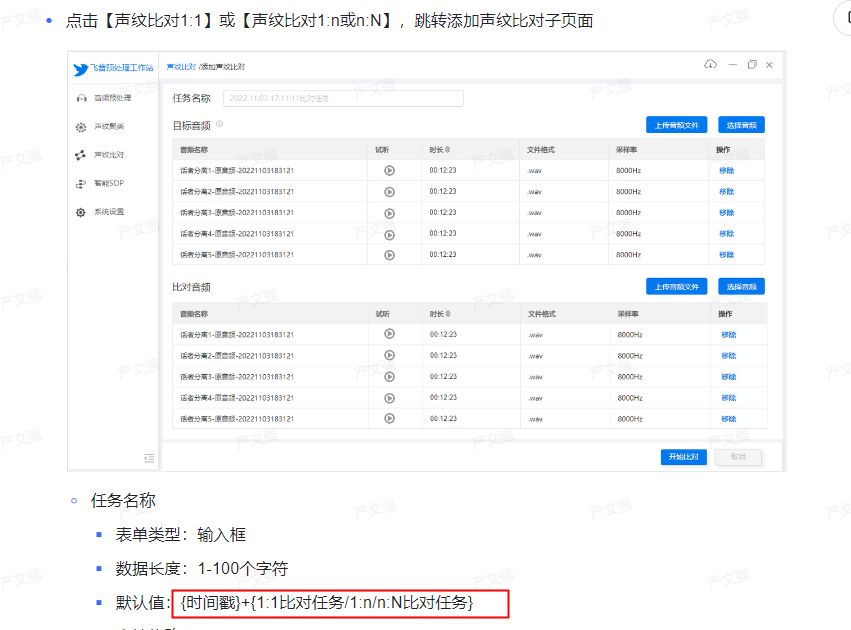 点击【声纹比对1:1】或【声纹比对1:n或n:N】，跳转添加声纹比对子页面
飞音预处理工作站
声纹比对 /添加声纹比对
音频预处理
声纹聚类
声纹比对
智能SOP
系统设置
任务名称 2022.11.03 17:11:11比对任务
目标音频
上传音频文件 选择音频
音频名称 试听 时长 文件格式 采样率 操作
话者分离1-原音频-20221103183121 00:12:23 .wav 8000Hz 移除
话者分离2-原音频-20221103183121 00:12:23 .wav 8000Hz 移除
话者分离3-原音频-20221103183121 00:12:23 .wav 8000Hz 移除
话者分离4-原音频-20221103183121 00:12:23 .wav 8000Hz 移除
话者分离5-原音频-20221103183121 00:12:23 .wav 8000Hz 移除
比对音频
上传音频文件 选择音频
音频名称 试听 时长 文件格式 采样率 操作
话者分离1-原音频-20221103183121 00:12:23 .wav 8000Hz 移除
话者分离2-原音频-20221103183121 00:12:23 .wav 8000Hz 移除
话者分离3-原音频-20221103183121 00:12:23 .wav 8000Hz 移除
话者分离4-原音频-20221103183121 00:12:23 .wav 8000Hz 移除
话者分离5-原音频-20221103183121 00:12:23 .wav 8000Hz 移除
开始比对 取消
任务名称
表单类型：输入框
数据长度：1-100个字符
默认值：{时间戳}+{1:1比对任务/1:n/n:N比对任务}
严文强